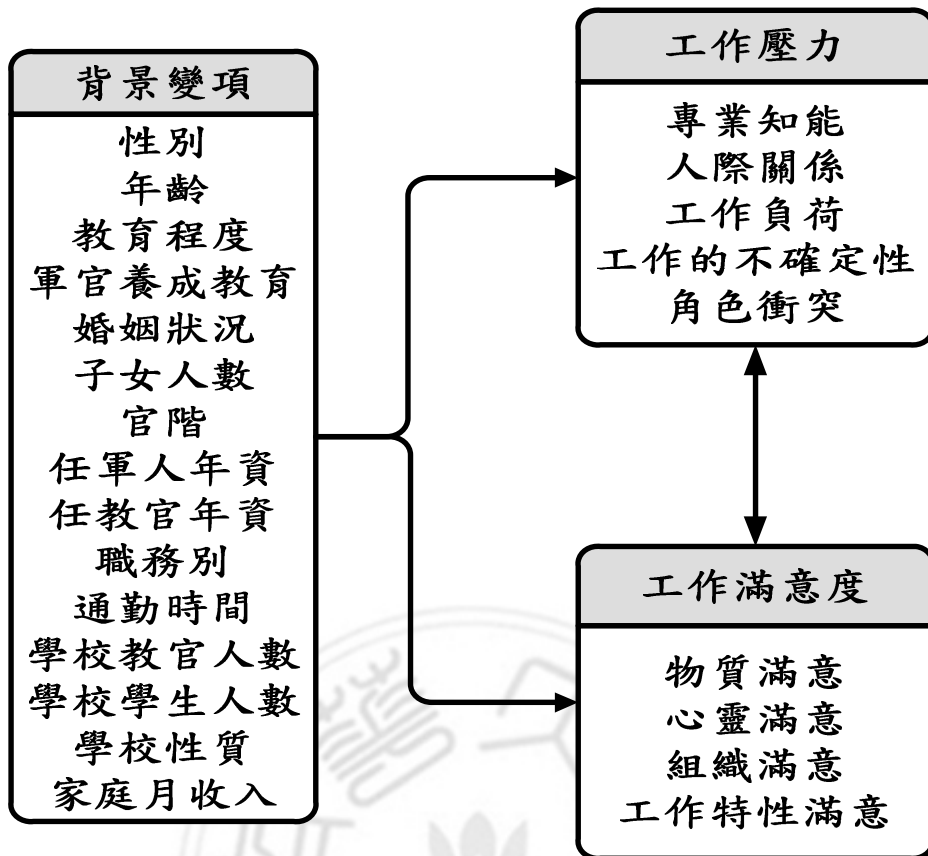 背景變項
性別
年齡
教育程度
軍官養成教育
婚姻狀況
子女人數
官階
任軍人年資
任教官年資
職務別
通勤時間
學校教官人數
學校學生人數
學校性質
家庭月收入
工作壓力
專業知能
人際關係
工作負荷
工作的不確定性
角色衝突
工作滿意度
物質滿意
心靈滿意
組織滿意
工作特性滿意